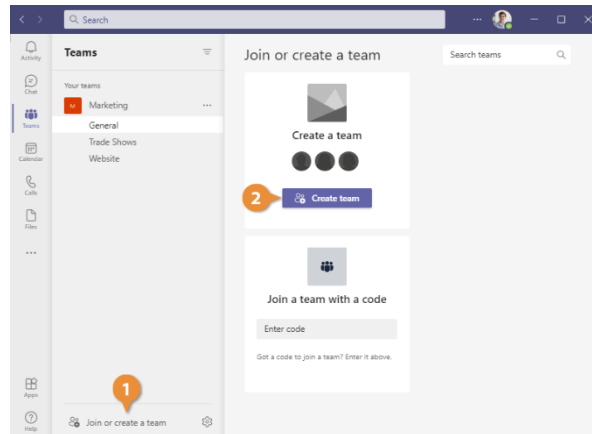 Search
Activity
Chat
Teams
Calendar
Calls
Files
Apps
Help
Teams
Your teams
M Marketing
General
Trade Shows
Website
1
Join or create a team
Join or create a team
Search teams
Create a team
2
Create team
Join a team with a code
Enter code
Got a code to join a team? Enter it above.